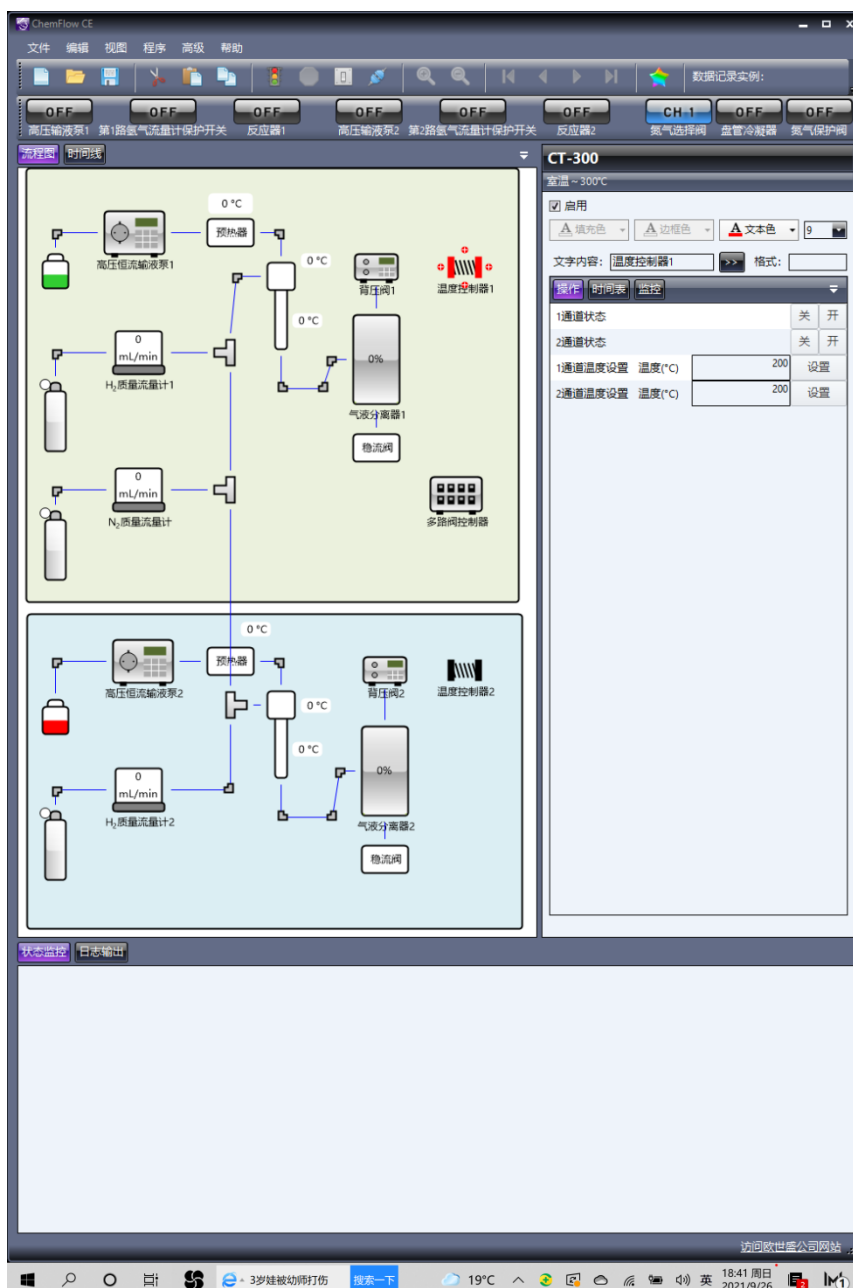 ChemFlow CE
文件 编辑 视图 程序 高级 帮助
数据记录实例:
OFF OFF OFF OFF OFF OFF CH 1 OFF OFF
高压输液泵1 第1路氢气流量计保护开关 反应器1 高压输液泵2 第2路氢气流量计保护开关 反应器2 氮气选择阀 盘管冷凝器 氮气保护阀
流程图 时间线
CT-300
室温~300℃
启用
A 填充色 A 边框色 A 文本色 9
文字内容: 温度控制器1 >> 格式:
操作 时间表 监控
1通道状态 关 开
2通道状态 关 开
1通道温度设置 温度(°C) 200 设置
2通道温度设置 温度(°C) 200 设置
0 °C
预热器
高压恒流输液泵1
0 °C
背压阀1
温度控制器1
0 °C
0
mL/min
H₂质量流量计1
0%
气液分离器1
稳流阀
0
mL/min
N₂质量流量计
多路阀控制器
0 °C
预热器
高压恒流输液泵2
背压阀2
温度控制器2
0 °C
0 °C
0
mL/min
H₂质量流量计2
0%
气液分离器2
稳流阀
状态监控 日志输出
访问欧世盛公司网站
3岁娃被幼师打伤 搜索一下 19°C 英 18:41 周日
2021/9/26 2